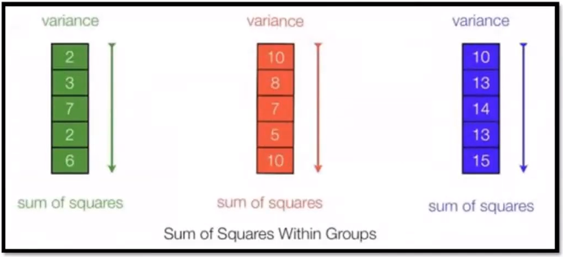 variance variance variance
2 10 10
3 8 13
7 7 14
2 5 13
6 10 15
sum of squares sum of squares sum of squares
Sum of Squares Within Groups